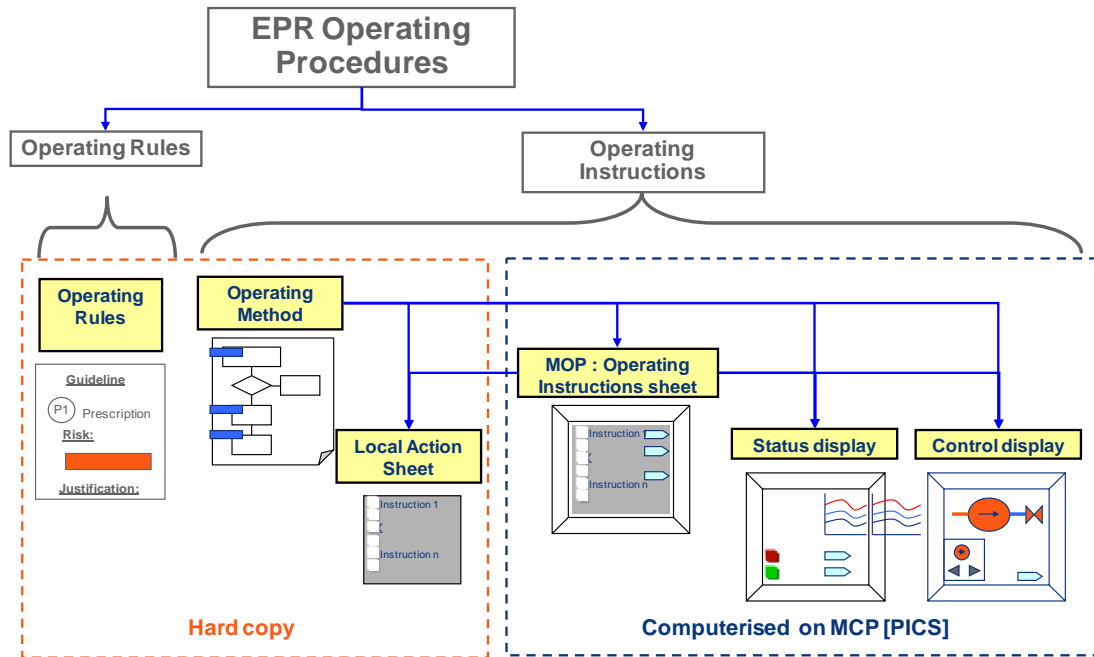 EPR Operating
Procedures
Operating Rules
Operating
Instructions
Operating
Rules
Operating
Method
MOP : Operating
Instructions sheet
Guideline
P1 Prescription
Risk:
Justification:
Local Action
Sheet
Instruction 1
Instruction n
Instruction 1
Instruction n
Status display
Control display
Hard copy
Computerised on MCP [PICS]